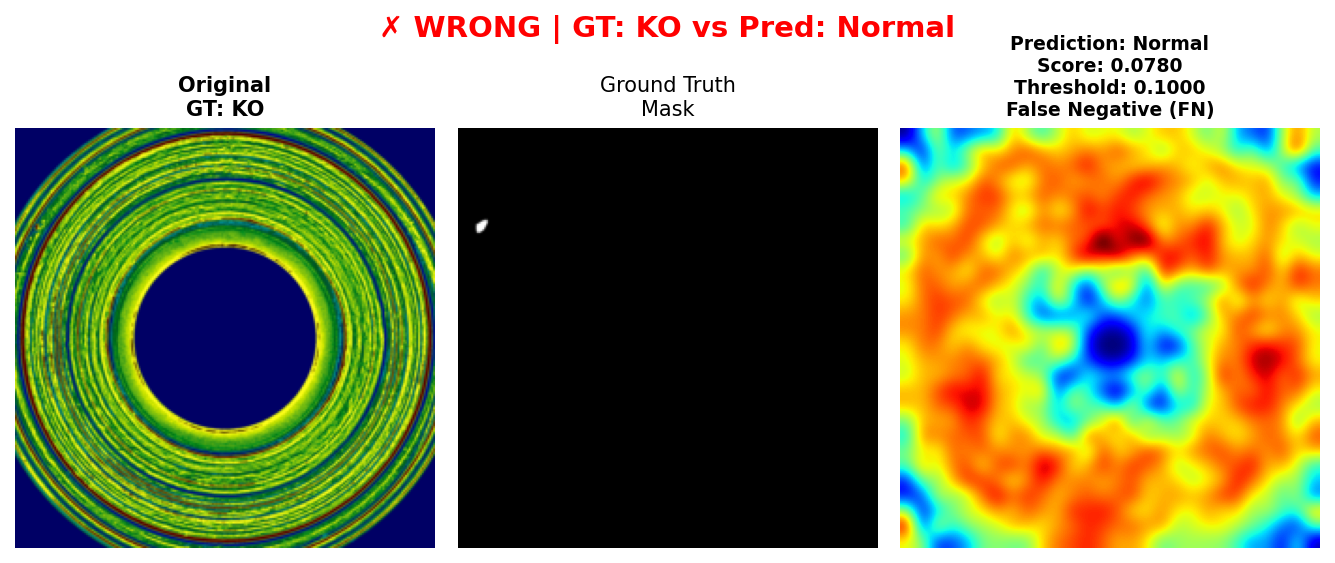 ✗ WRONG | GT: KO vs Pred: Normal
Original
GT: KO
Ground Truth
Mask
Prediction: Normal
Score: 0.0780
Threshold: 0.1000
False Negative (FN)